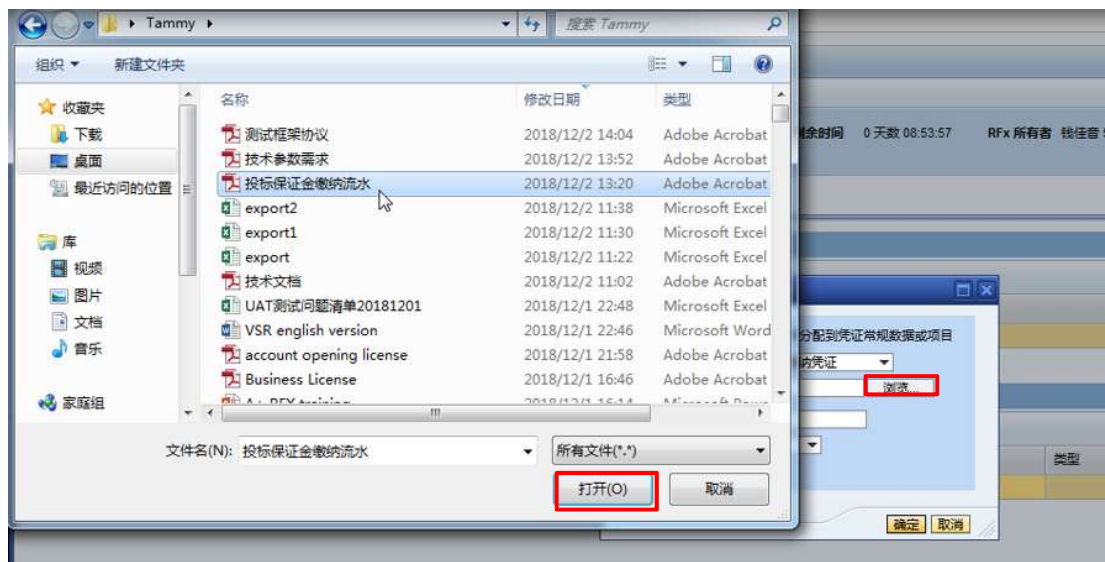 Tammy
搜索 Tammy
组织
新建文件夹
收藏夹
下载
桌面
最近访问的位置
库
视频
图片
文档
音乐
家庭组
名称 修改日期 类型
测试框架协议 2018/12/2 14:04 Adobe Acrobat
技术参数需求 2018/12/2 13:52 Adobe Acrobat
投标保证金缴纳流水 2018/12/2 13:20 Adobe Acrobat
export2 2018/12/2 11:38 Microsoft Excel
export1 2018/12/2 11:30 Microsoft Excel
export 2018/12/2 11:22 Microsoft Excel
技术文档 2018/12/2 11:02 Adobe Acrobat
UAT测试问题清单20181201 2018/12/1 22:48 Microsoft Excel
VSR english version 2018/12/1 22:46 Microsoft Word
account opening license 2018/12/1 21:58 Adobe Acrobat
Business License 2018/12/1 16:46 Adobe Acrobat
文件名(N): 投标保证金缴纳流水
所有文件(*.*)
打开(O)
取消
余时间 0 天数 08:53:57 RFx 所有者 钱佳音
分配到凭证常规数据或项目
纳凭证
浏览...
类型
确定
取消